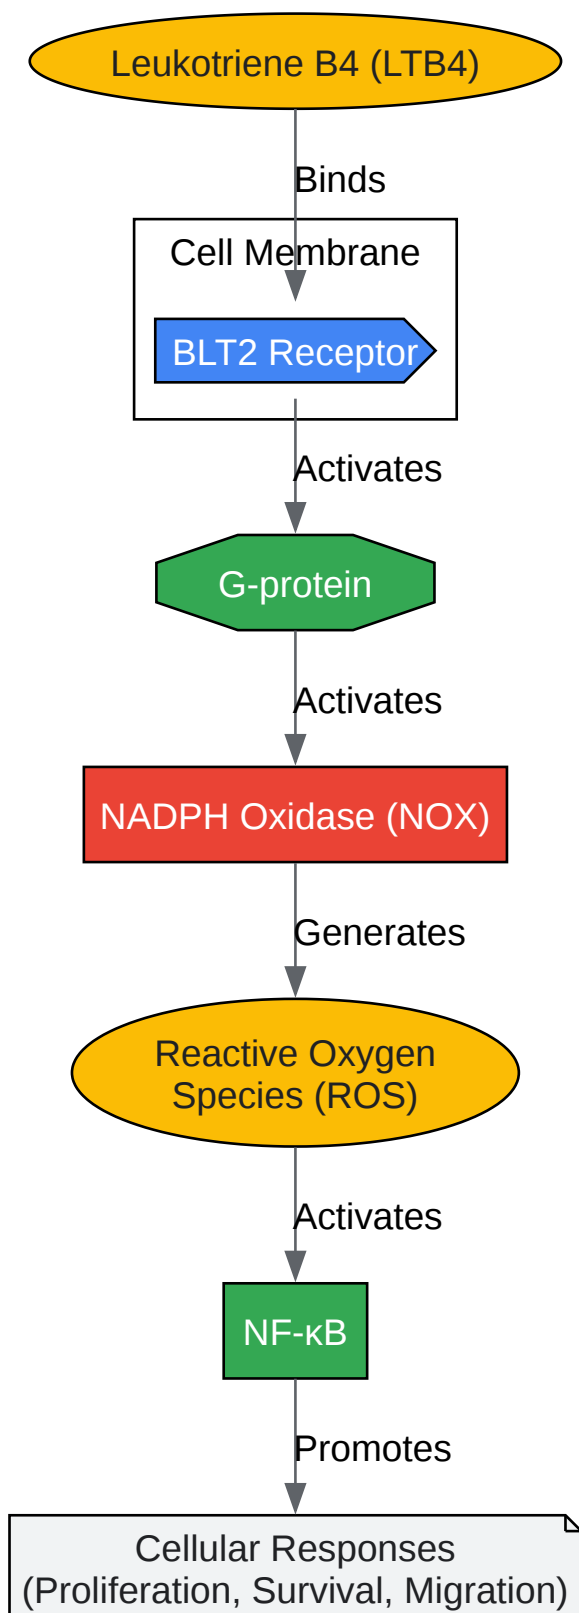 Leukotriene B4 (LTB4)
Binds
Cell Membrane
BLT2 Receptor
Activates
G-protein
Activates
NADPH Oxidase (NOX)
Generates
Reactive Oxygen
Species (ROS)
Activates
NF-κB
Promotes
Cellular Responses
(Proliferation, Survival, Migration)